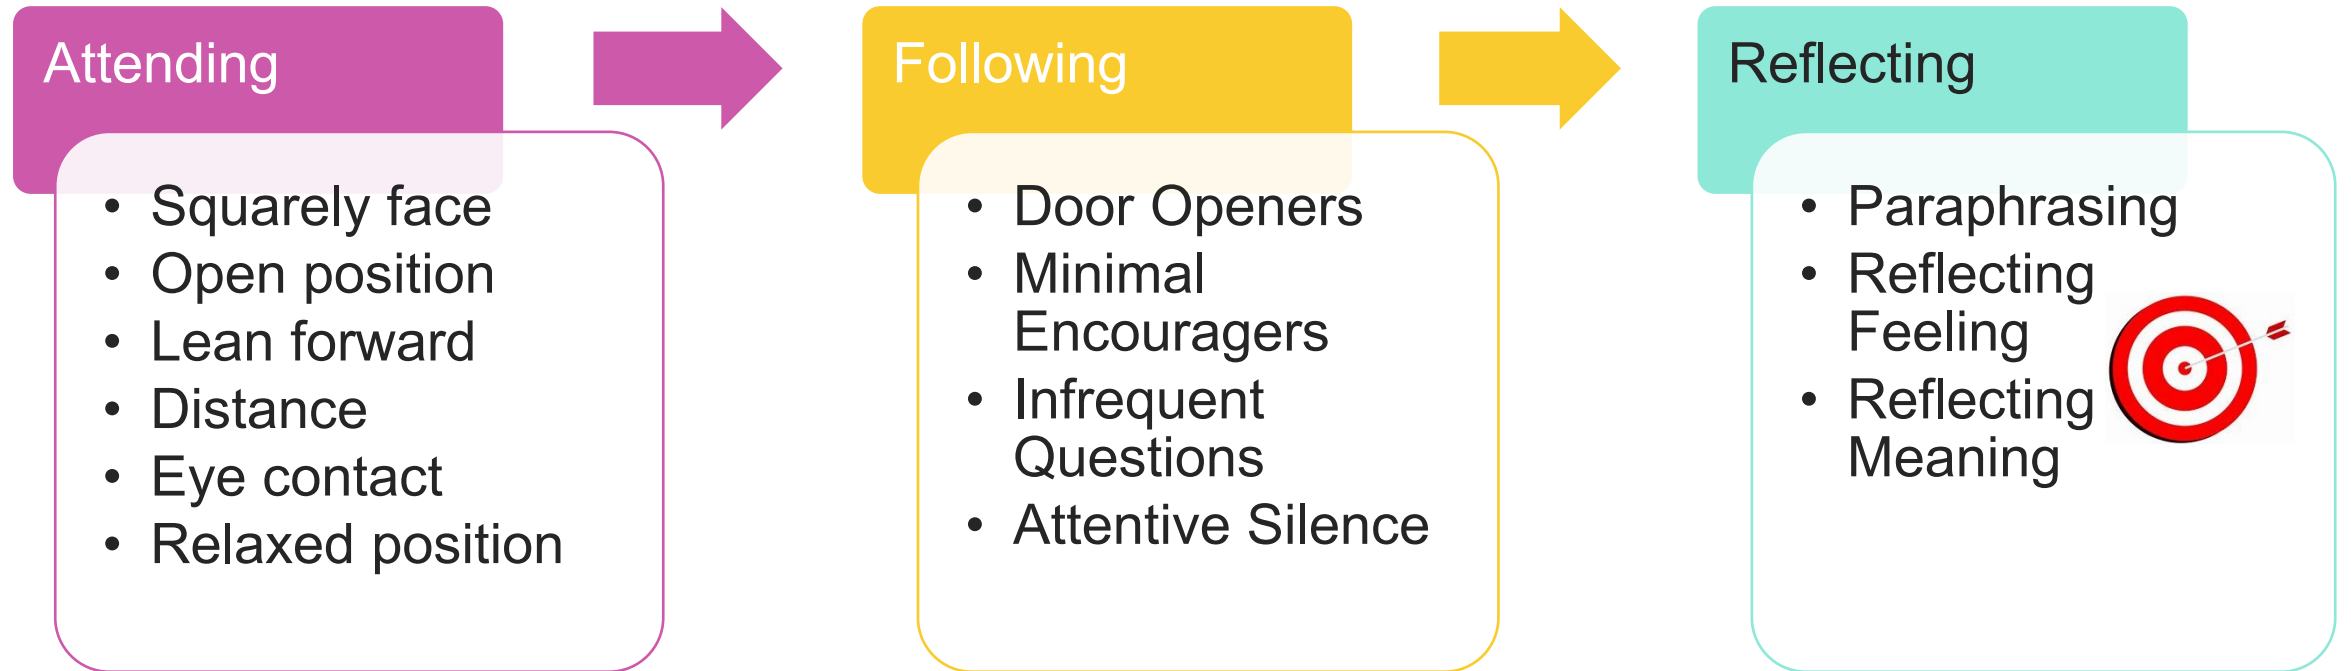 Attending
• Squarely face
• Open position
• Lean forward
• Distance
• Eye contact
• Relaxed position
Following
• Door Openers
• Minimal
Encouragers
• Infrequent
Questions
• Attentive Silence
Reflecting
• Paraphrasing
• Reflecting
Feeling
• Reflecting
Meaning